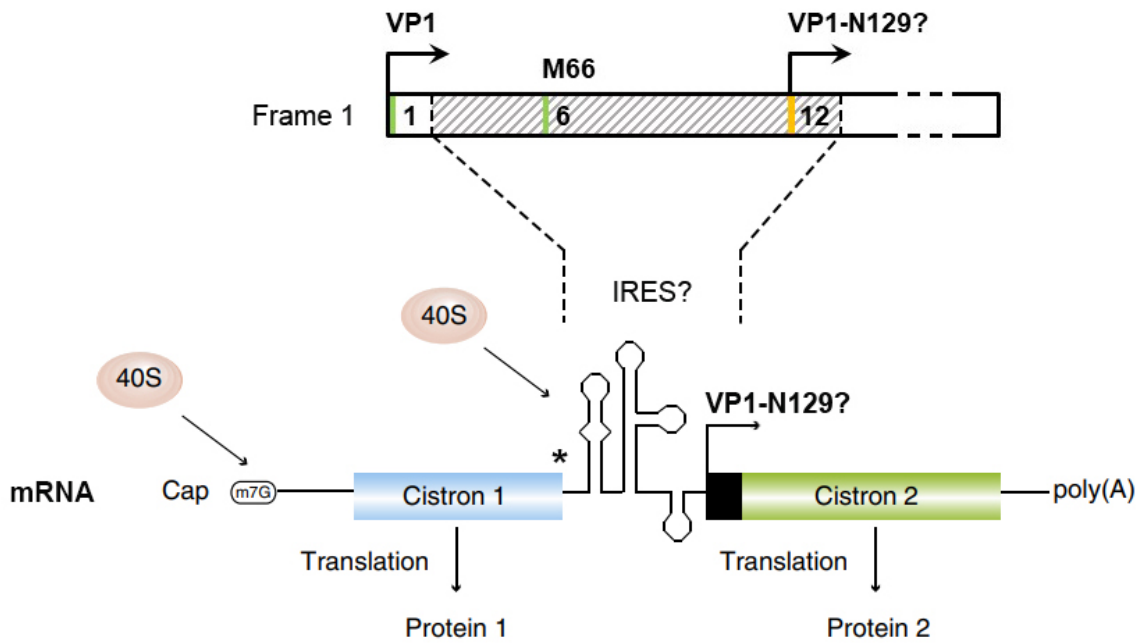 VP1
VP1-N129?
M66
Frame 1
1
6
12
IRES?
40S
40S
VP1-N129?
*
mRNA
Cap
m7G
Cistron 1
Cistron 2
poly(A)
Translation
Translation
Protein 1
Protein 2